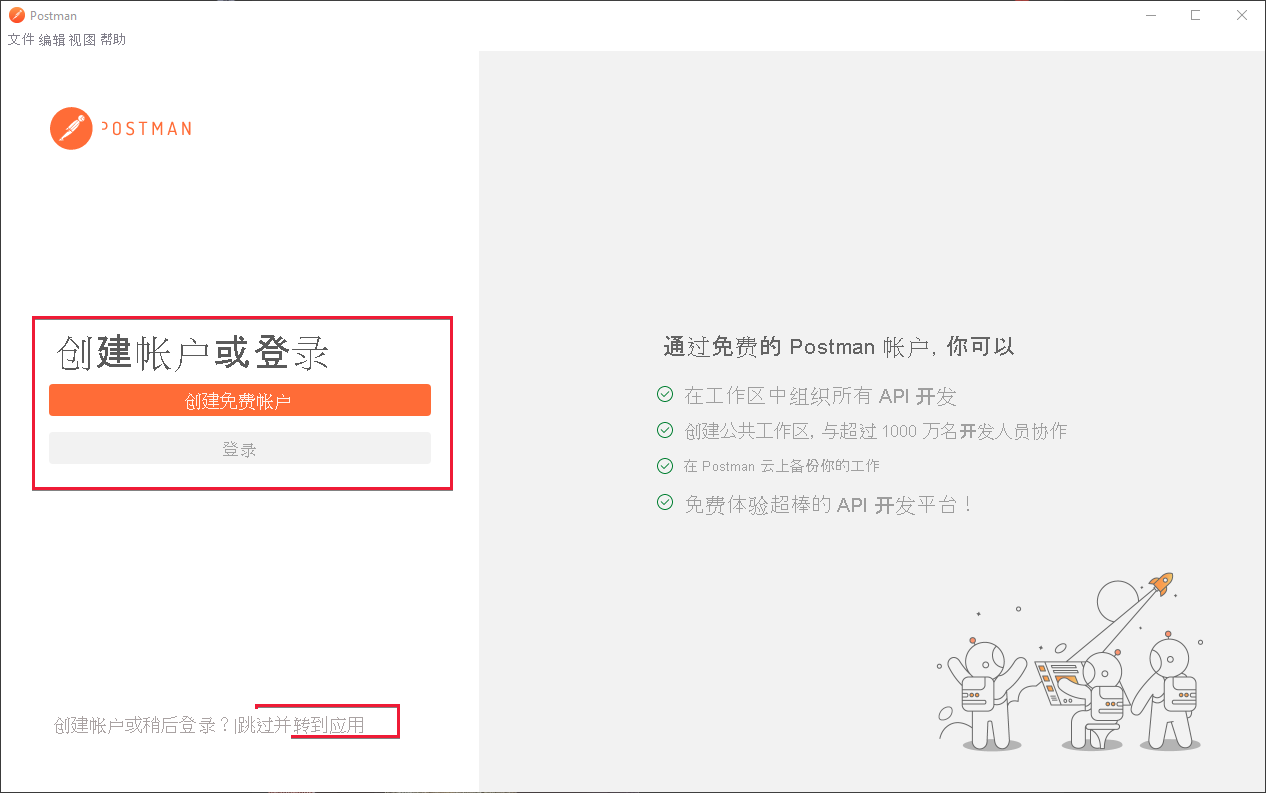 Postman
文件 编辑 视图 帮助
POSTMAN
创建帐户或登录
创建免费帐户
登录
创建帐户或稍后登录？|跳过并转到应用
通过免费的 Postman 帐户, 你可以
在工作区中组织所有 API 开发
创建公共工作区, 与超过 1000 万名开发人员协作
在 Postman 云上备份你的工作
免费体验超棒的 API 开发平台！